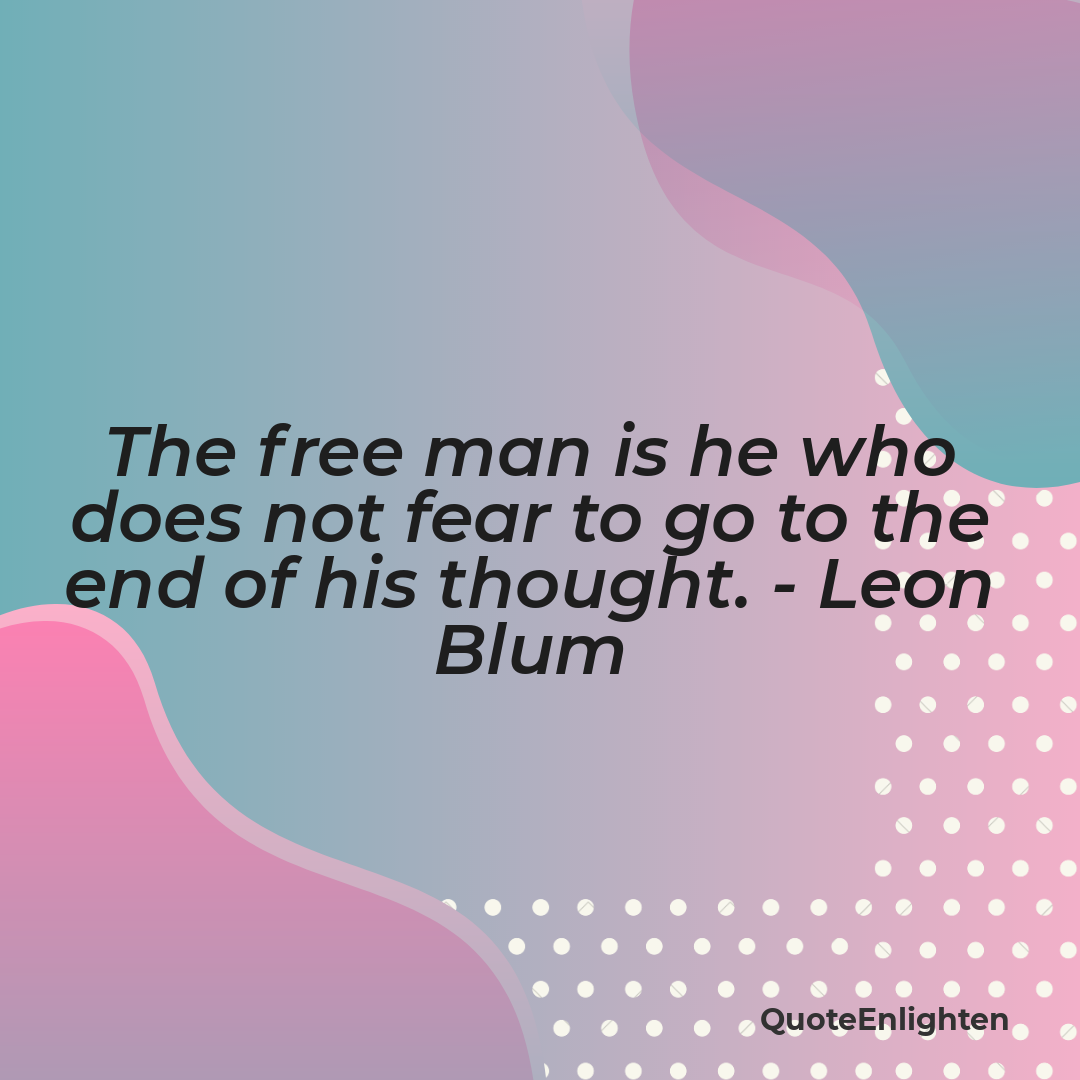 The free man is he who
does not fear to go to the
end of his thought. - Leon
Blum
QuoteEnlighten